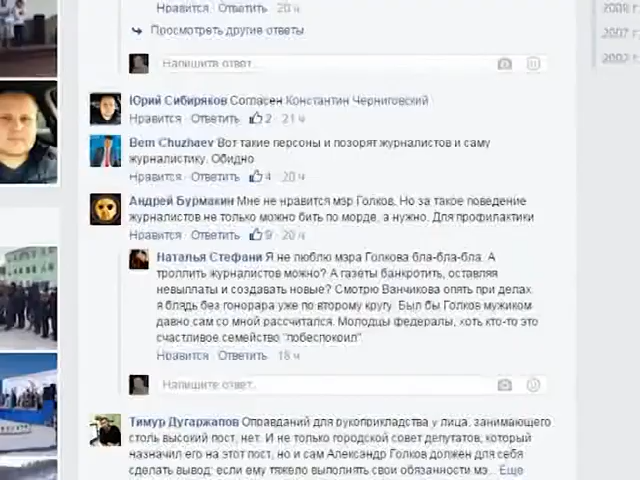 Нравится Ответить 20 ч
Просмотреть другие ответы
Напишите ответ...
Юрий Сибиряков Согласен Константин Черниговский
Нравится Ответить 2 · 21 ч
Bem Chuzhaev Вот такие персоны и позорят журналистов и саму
журналистику. Обидно
Нравится Ответить 4 · 20 ч
Андрей Бурмакин Мне не нравится мэр Голков. Но за такое поведение
журналистов не только можно бить по морде, а нужно. Для профилактики
Нравится Ответить 9 · 20 ч
Наталья Стефани Я не люблю мэра Голкова бла-бла-бла. А
троллить журналистов можно? А газеты банкротить, оставляя
невыплаты и создавать новые? Смотрю Ванчикова опять при делах,
я блядь без гонорара уже по второму кругу. Был бы Голков мужиком
давно сам со мной рассчитался. Молодцы федералы, хоть кто-то это
счастливое семейство "побеспокоил"
Нравится Ответить 18 ч
Напишите ответ...
Тимур Дугаржапов Оправданий для рукоприкладства у лица, занимающего
столь высокий пост, нет. И не только городской совет депутатов, который
назначил его на этот пост, но и сам Александр Голков должен для себя
сделать вывод: если ему тяжело выполнять свои обязанности мэ... Еще
2007 г.